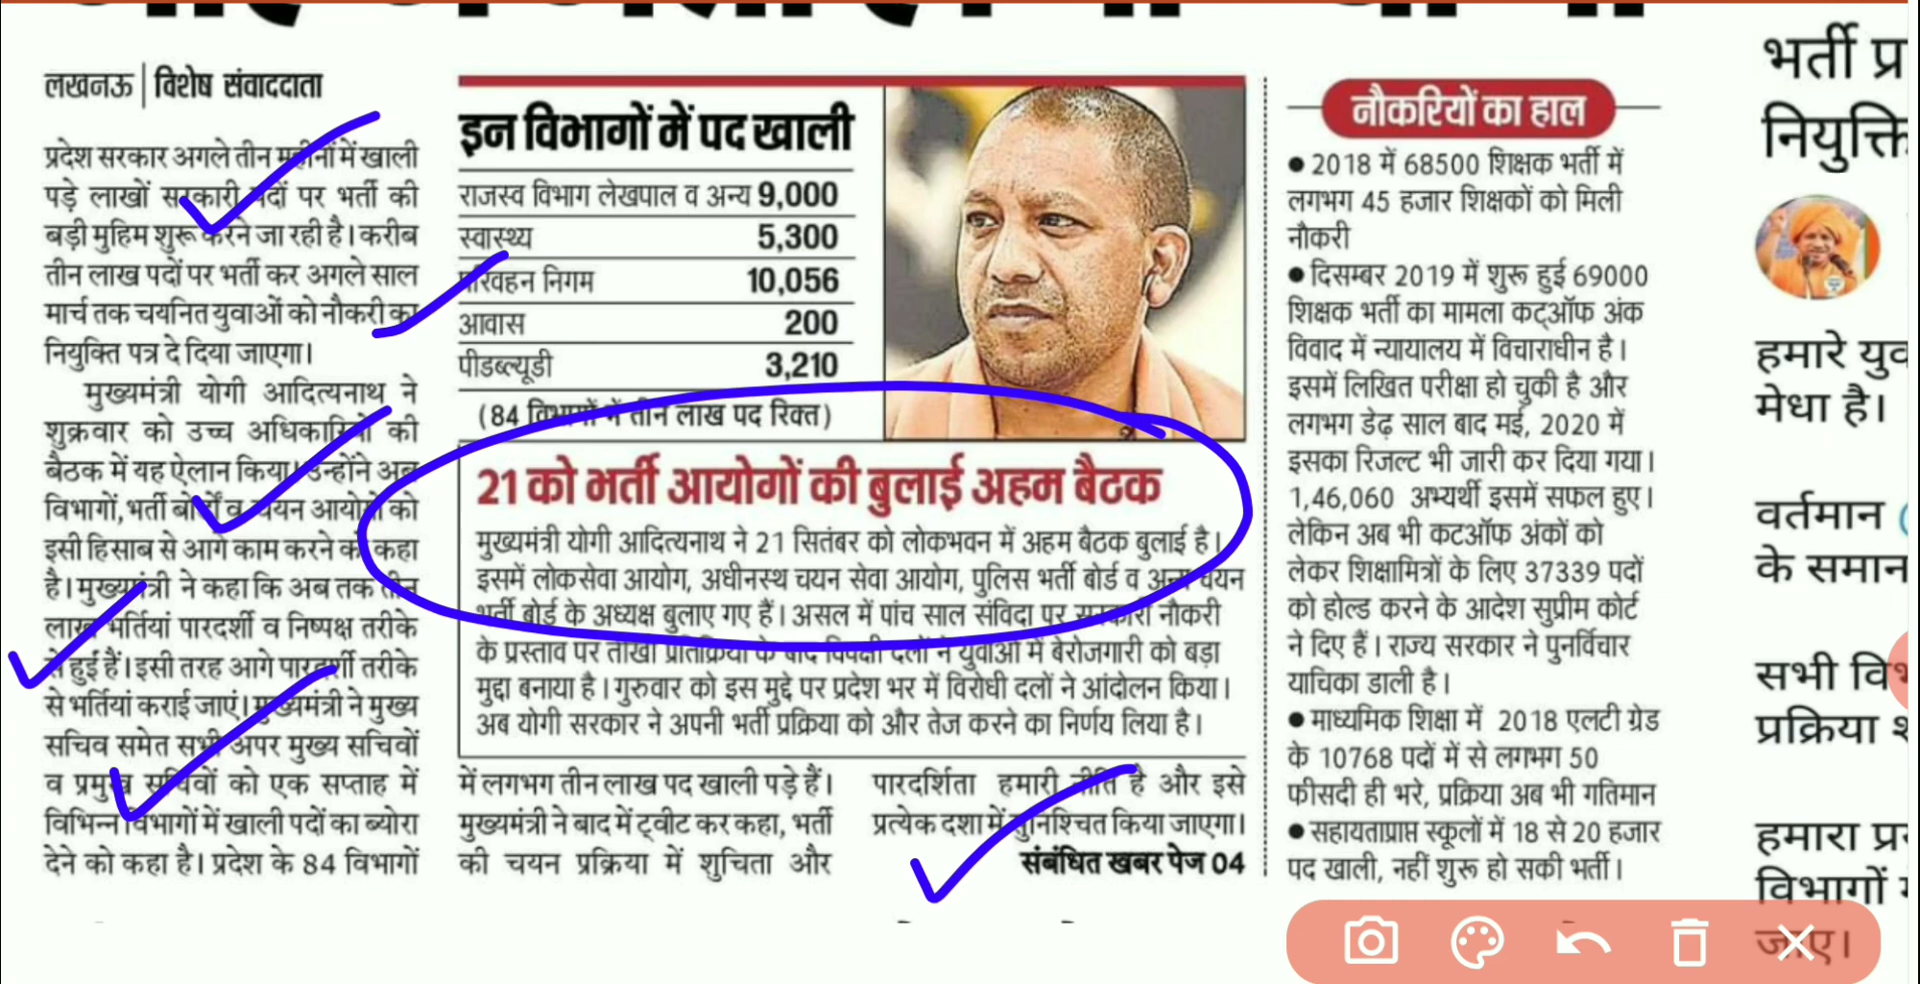 लखनऊ | विशेष संवाददाता
प्रदेश सरकार अगले तीन महीनों में खाली
पड़े लाखों सरकारी पदों पर भर्ती की
बड़ी मुहिम शुरू करने जा रही है। करीब
तीन लाख पदों पर भर्ती कर अगले साल
मार्च तक चयनित युवाओं को नौकरी का
नियुक्ति पत्र दे दिया जाएगा।
मुख्यमंत्री योगी आदित्यनाथ ने
शुक्रवार को उच्च अधिकारियों की
बैठक में यह ऐलान किया। उन्होंने अब
विभागों, भर्ती बोर्डों व चयन आयोगों को
इसी हिसाब से आगे काम करने को कहा
है। मुख्यमंत्री ने कहा कि अब तक तीन
लाख भर्तियां पारदर्शी व निष्पक्ष तरीके
से हुई हैं। इसी तरह आगे पारदर्शी तरीके
से भर्तियां कराई जाएं। मुख्यमंत्री ने मुख्य
सचिव समेत सभी अपर मुख्य सचिवों
व प्रमुख सचिवों को एक सप्ताह में
विभिन्न विभागों में खाली पदों का ब्योरा
देने को कहा है। प्रदेश के 84 विभागों
इन विभागों में पद खाली
राजस्व विभाग लेखपाल व अन्य 9,000
स्वास्थ्य 5,300
परिवहन निगम 10,056
आवास 200
पीडब्ल्यूडी 3,210
(84 विभागों में तीन लाख पद रिक्त)
21 को भर्ती आयोगों की बुलाई अहम बैठक
मुख्यमंत्री योगी आदित्यनाथ ने 21 सितंबर को लोकभवन में अहम बैठक बुलाई है।
इसमें लोकसेवा आयोग, अधीनस्थ चयन सेवा आयोग, पुलिस भर्ती बोर्ड व अन्य चयन
भर्ती बोर्ड के अध्यक्ष बुलाए गए हैं। असल में पांच साल संविदा पर सरकारी नौकरी
के प्रस्ताव पर तीखी प्रतिक्रिया के बाद विपक्षी दलों ने युवाओं में बेरोजगारी को बड़ा
मुद्दा बनाया है। गुरुवार को इस मुद्दे पर प्रदेश भर में विरोधी दलों ने आंदोलन किया।
अब योगी सरकार ने अपनी भर्ती प्रक्रिया को और तेज करने का निर्णय लिया है।
में लगभग तीन लाख पद खाली पड़े हैं।
मुख्यमंत्री ने बाद में ट्वीट कर कहा, भर्ती
की चयन प्रक्रिया में शुचिता और
पारदर्शिता हमारी नीति है और इसे
प्रत्येक दशा में सुनिश्चित किया जाएगा।
संबंधित खबर पेज 04
नौकरियों का हाल
● 2018 में 68500 शिक्षक भर्ती में
लगभग 45 हजार शिक्षकों को मिली
नौकरी
● दिसम्बर 2019 में शुरू हुई 69000
शिक्षक भर्ती का मामला कट्ऑफ अंक
विवाद में न्यायालय में विचाराधीन है।
इसमें लिखित परीक्षा हो चुकी है और
लगभग डेढ़ साल बाद मई, 2020 में
इसका रिजल्ट भी जारी कर दिया गया।
1,46,060 अभ्यर्थी इसमें सफल हुए।
लेकिन अब भी कटऑफ अंकों को
लेकर शिक्षामित्रों के लिए 37339 पदों
को होल्ड करने के आदेश सुप्रीम कोर्ट
ने दिए हैं। राज्य सरकार ने पुनर्विचार
याचिका डाली है।
● माध्यमिक शिक्षा में 2018 एलटी ग्रेड
के 10768 पदों में से लगभग 50
फीसदी ही भरे, प्रक्रिया अब भी गतिमान
● सहायताप्राप्त स्कूलों में 18 से 20 हजार
पद खाली, नहीं शुरू हो सकी भर्ती।
भर्ती
हमारे
मेधा है।
वर्तमान
के समान
सभी
प्रक्रिया
हमारा
विभागों
जाए।